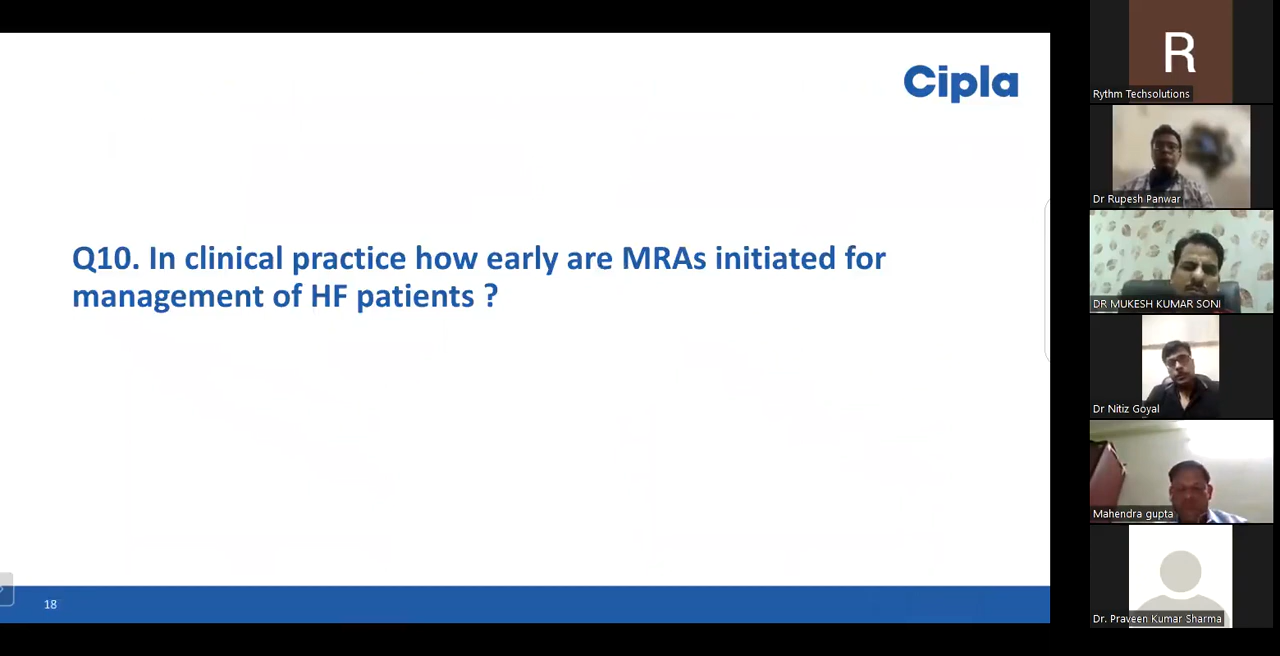 Cipla
Q10. In clinical practice how early are MRAs initiated for
management of HF patients ?
18
R
Rythm Techsolutions
Dr Rupesh Panwar
DR MUKESH KUMAR SONI
Dr Nitiz Goyal
Mahendra gupta
Dr. Praveen Kumar Sharma